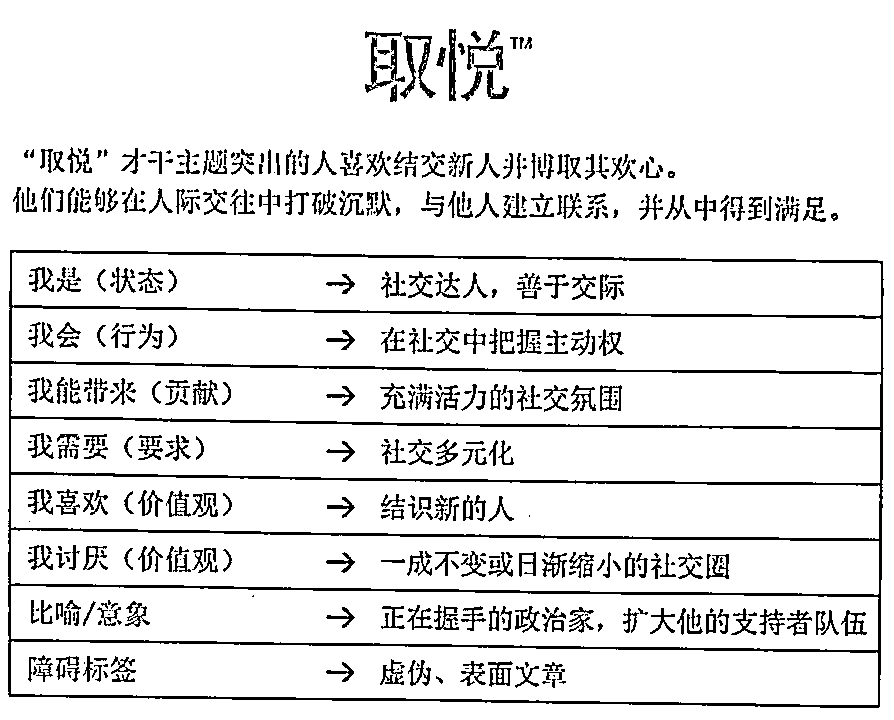 取悦™
“取悦”才干主题突出的人喜欢结交新人并博取其欢心。
他们能够在人际交往中打破沉默，与他人建立联系，并从中得到满足。
我是（状态） → 社交达人，善于交际
我会（行为） → 在社交中把握主动权
我能带来（贡献） → 充满活力的社交氛围
我需要（要求） → 社交多元化
我喜欢（价值观） → 结识新的人
我讨厌（价值观） → 一成不变或日渐缩小的社交圈
比喻/意象 → 正在握手的政治家，扩大他的支持者队伍
障碍标签 → 虚伪、表面文章